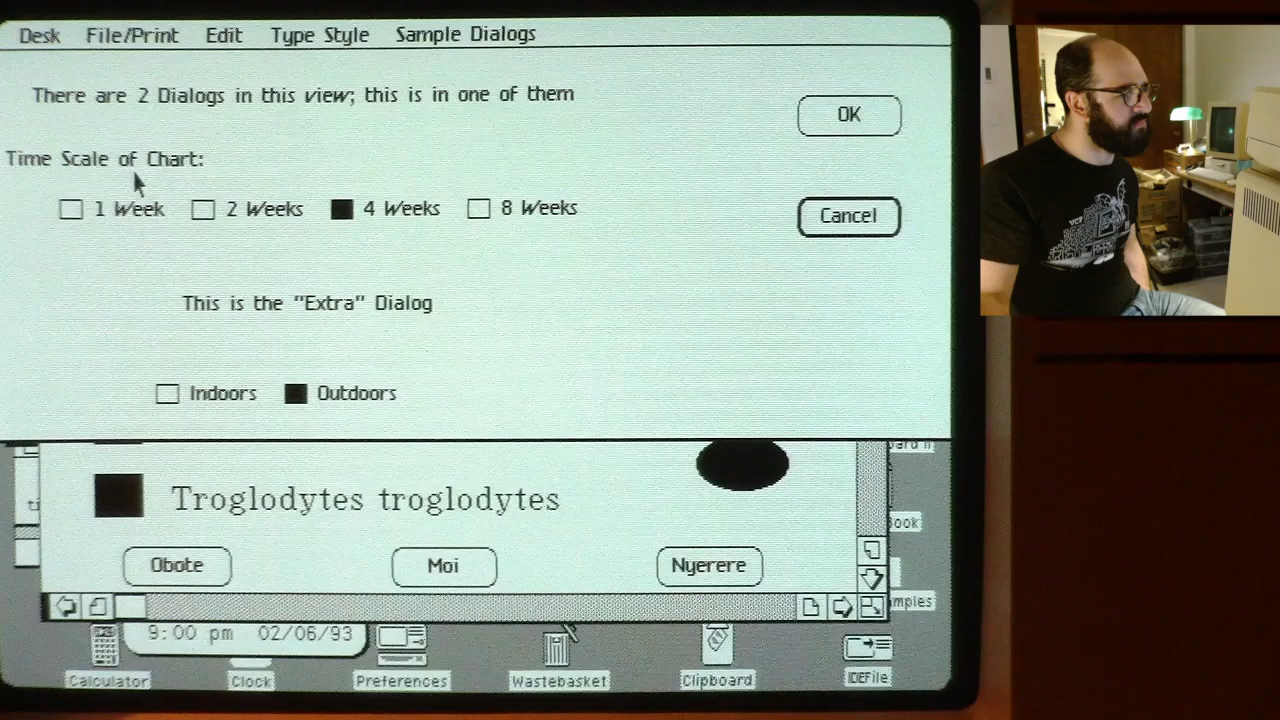 Desk File/Print Edit Type Style Sample Dialogs
There are 2 Dialogs in this view; this is in one of them
OK
Time Scale of Chart:
1 Week 2 Weeks 4 Weeks 8 Weeks
Cancel
This is the "Extra" Dialog
Indoors Outdoors
Troglodytes troglodytes
Obote Moi Nyerere
9:00 pm 02/06/93
Calculator Clock Preferences Wastebasket Clipboard IDEFile